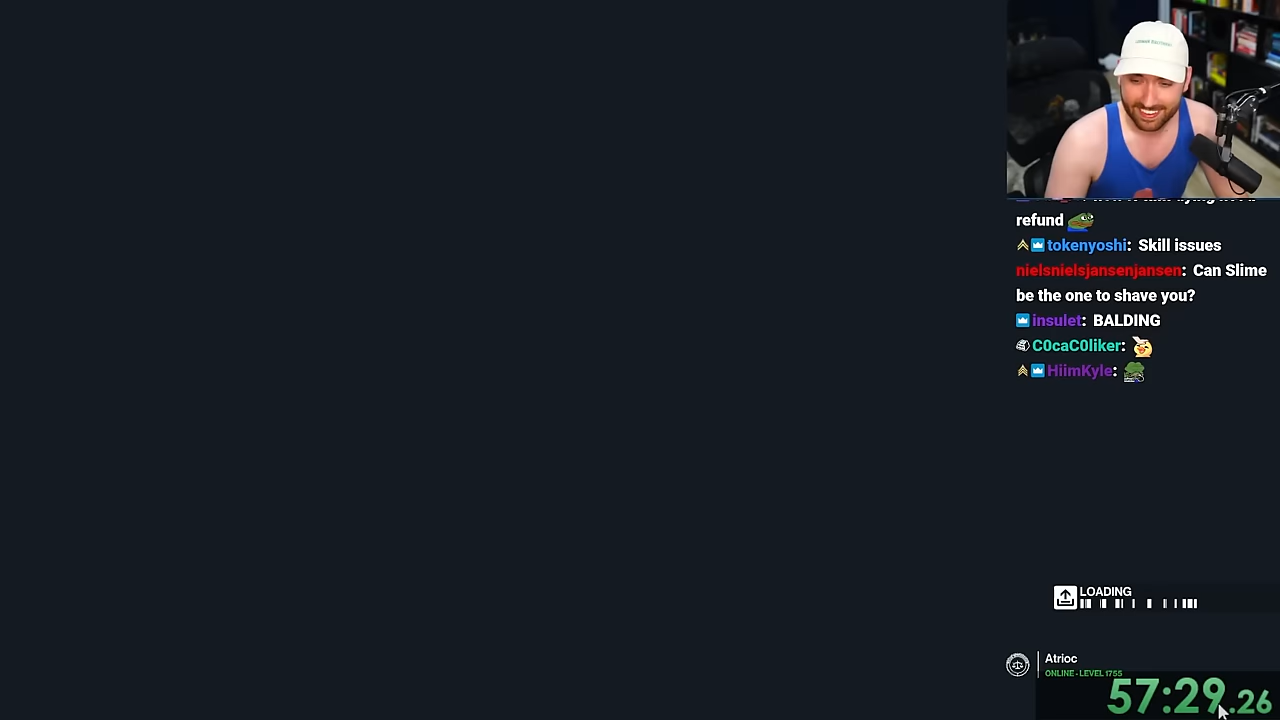 refund
tokenyoshi: Skill issues
nielsnielsjansenjansen: Can Slime
be the one to shave you?
insulet: BALDING
C0caC0liker:
HiimKyle:
LOADING
Atrioc
ONLINE - LEVEL 1755
57:29.26